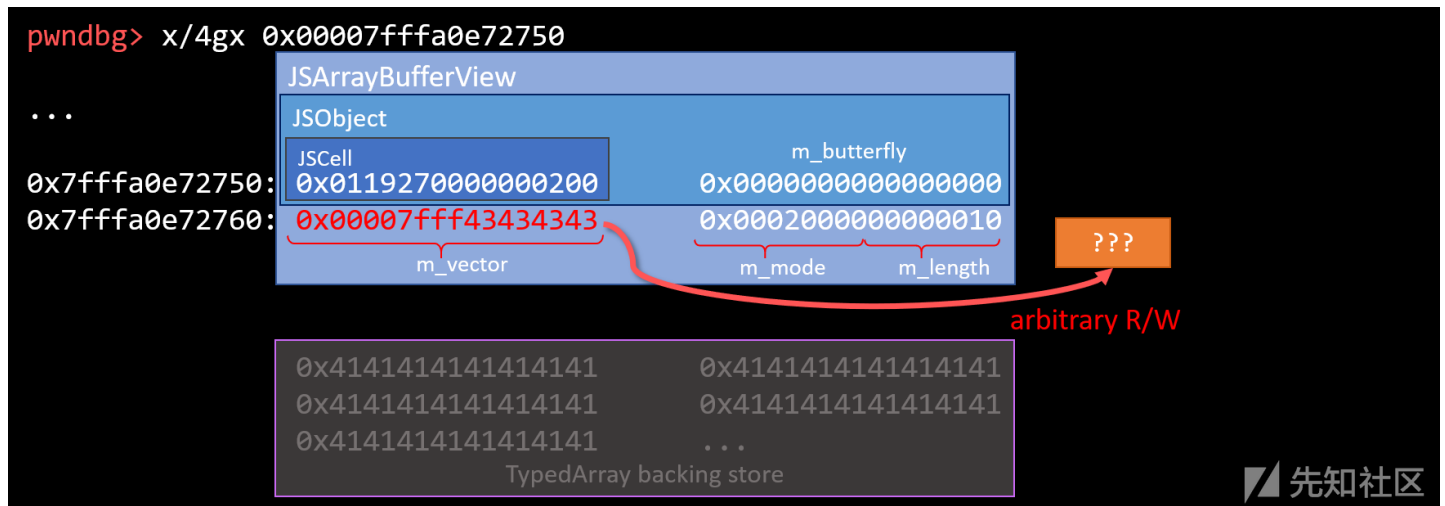 pwndbg> x/4gx 0x00007fffa0e72750
JSArrayBufferView
...
JSObject
JSCell
m_butterfly
0x7fffa0e72750: 0x0119270000000200 0x0000000000000000
0x7fffa0e72760: 0x00007fff43434343 0x0002000000000010
???
m_vector
m_mode
m_length
arbitrary R/W
0x4141414141414141 0x4141414141414141
0x4141414141414141 0x4141414141414141
0x4141414141414141 ...
TypedArray backing store
先知社区